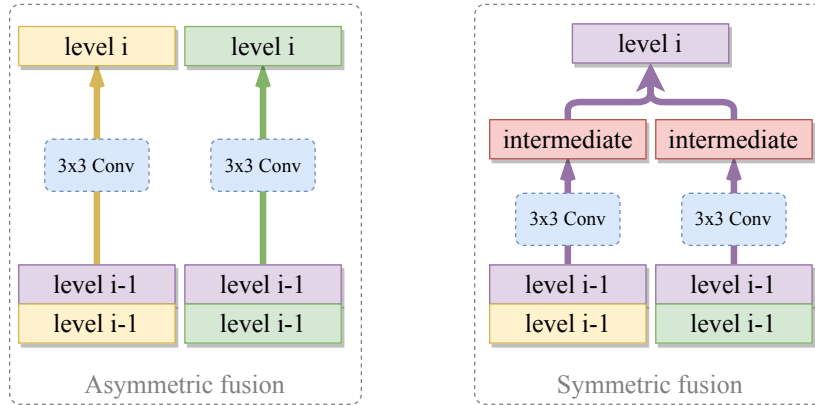 level i
level i
3x3 Conv
3x3 Conv
level i-1
level i-1
level i-1
level i-1
Asymmetric fusion
level i
intermediate
intermediate
3x3 Conv
3x3 Conv
level i-1
level i-1
level i-1
level i-1
Symmetric fusion